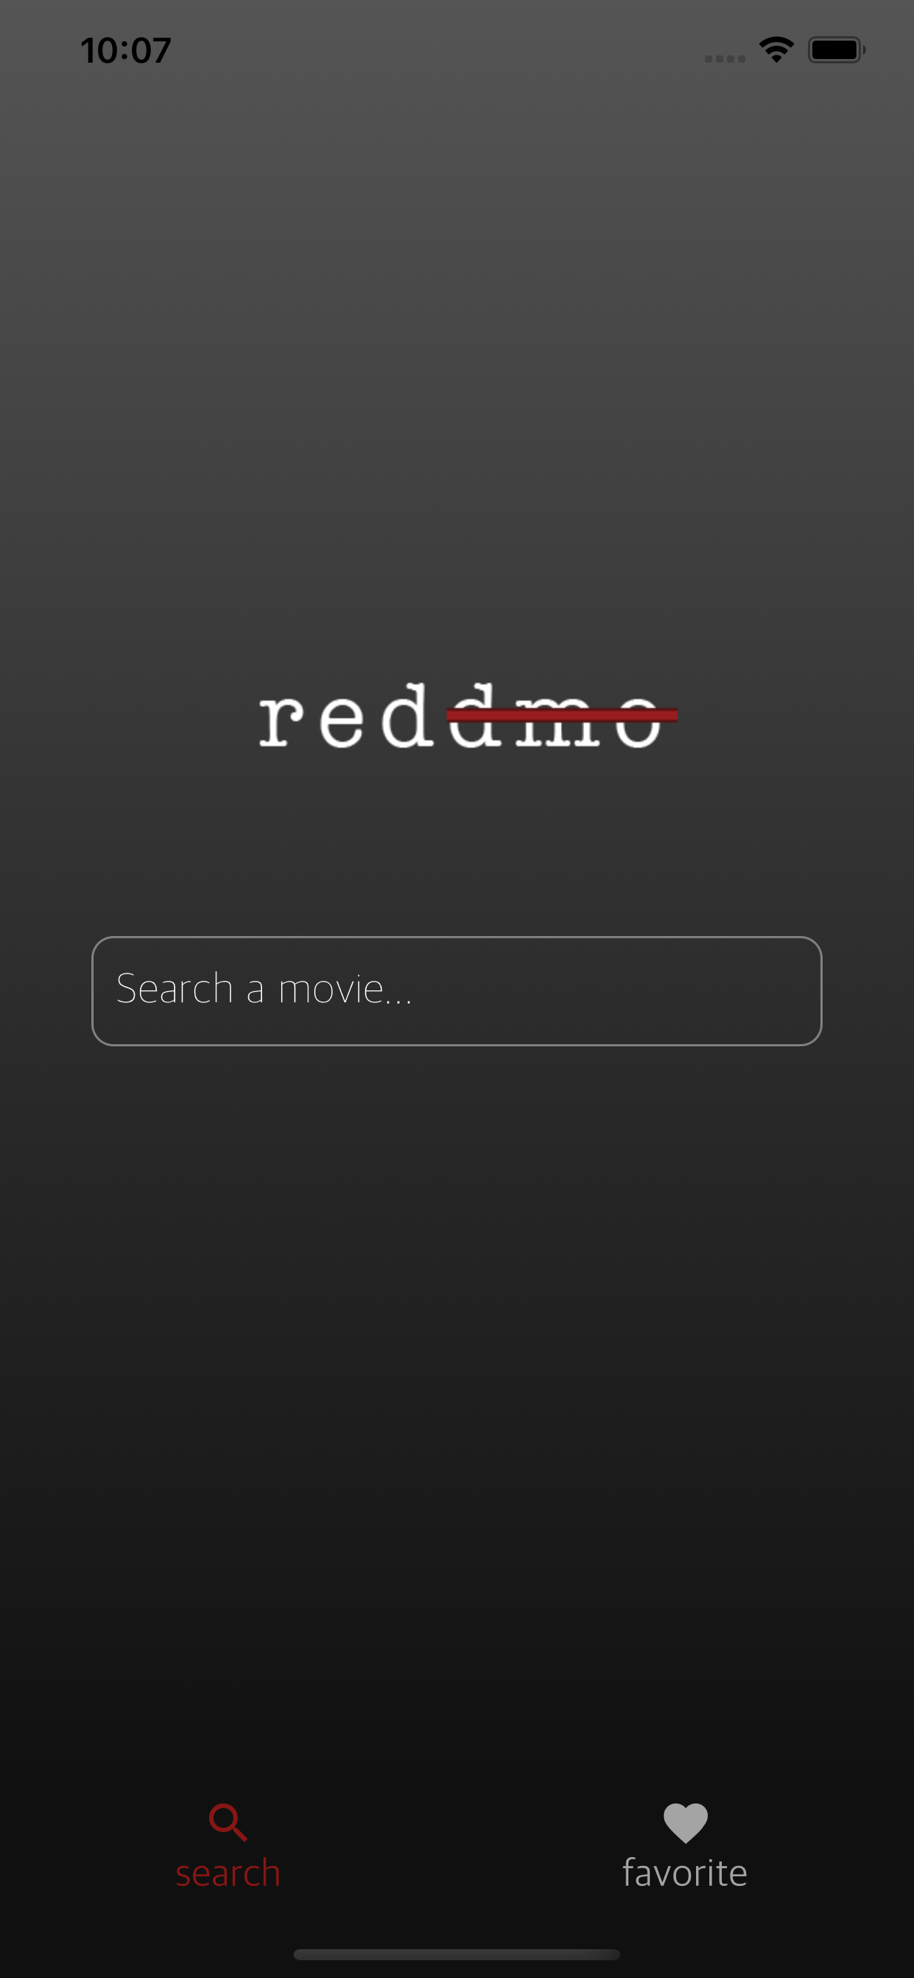 10:07
reddmo
Search a movie...
search
favorite